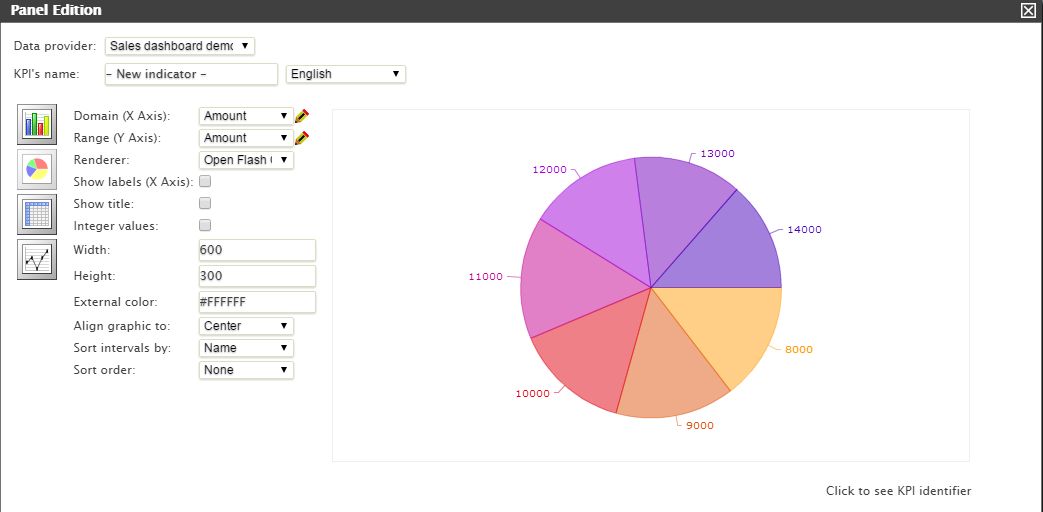 Panel Edition
Data provider: Sales dashboard demo
KPI's name: - New indicator - English
Domain (X Axis): Amount
Range (Y Axis): Amount
Renderer: Open Flash
Show labels (X Axis):
Show title:
Integer values:
Width: 600
Height: 300
External color: #FFFFFF
Align graphic to: Center
Sort intervals by: Name
Sort order: None
13000
12000
14000
11000
8000
10000
9000
Click to see KPI identifier